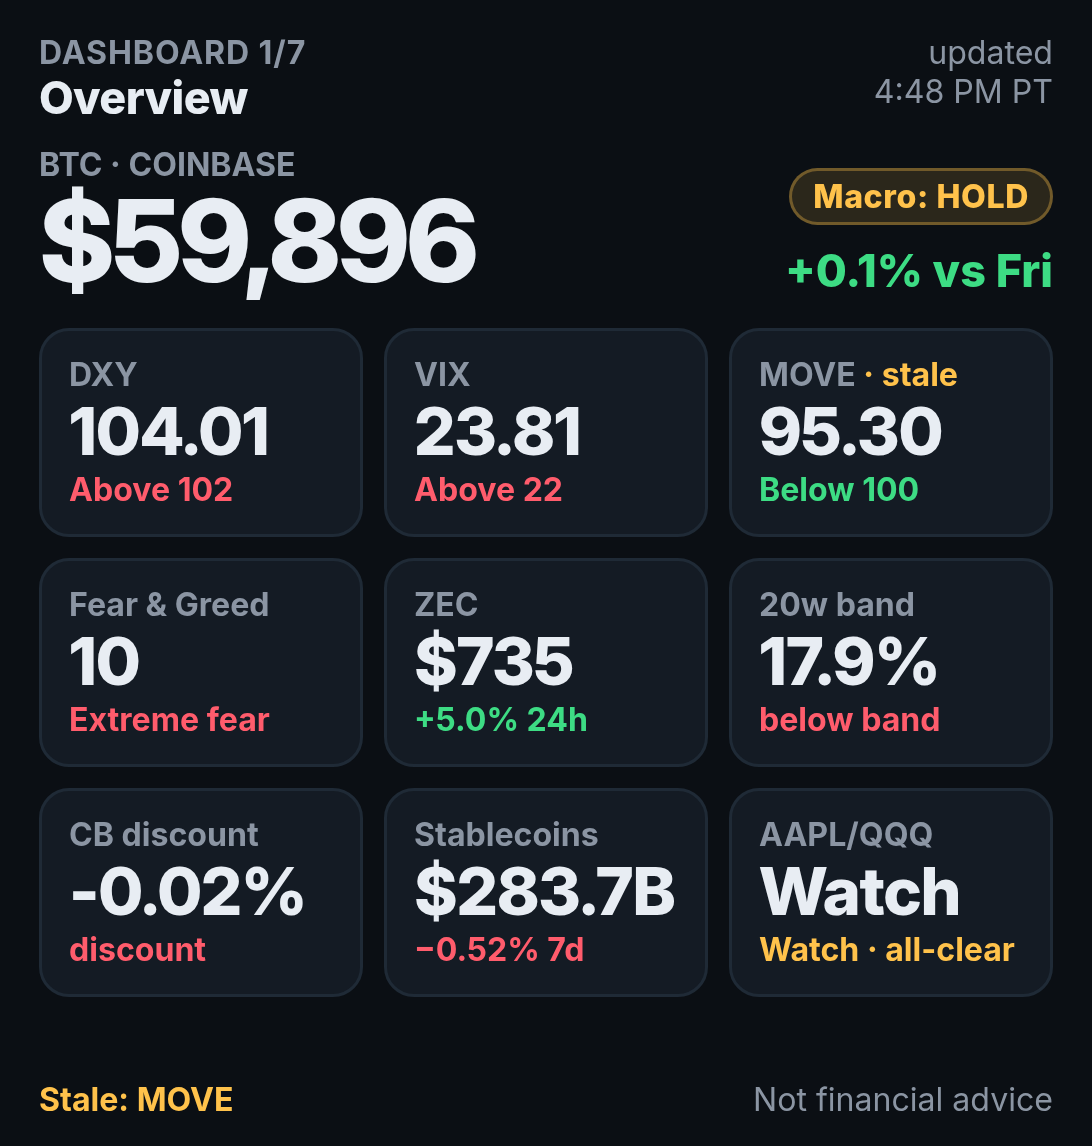 DASHBOARD 1/7
Overview
updated
4:48 PM PT
BTC · COINBASE
$59,896
Macro: HOLD
+0.1% vs Fri
DXY
104.01
Above 102
VIX
23.81
Above 22
MOVE · stale
95.30
Below 100
Fear & Greed
10
Extreme fear
ZEC
$735
+5.0% 24h
20w band
17.9%
below band
CB discount
-0.02%
discount
Stablecoins
$283.7B
−0.52% 7d
AAPL/QQQ
Watch
Watch · all-clear
Stale: MOVE
Not financial advice